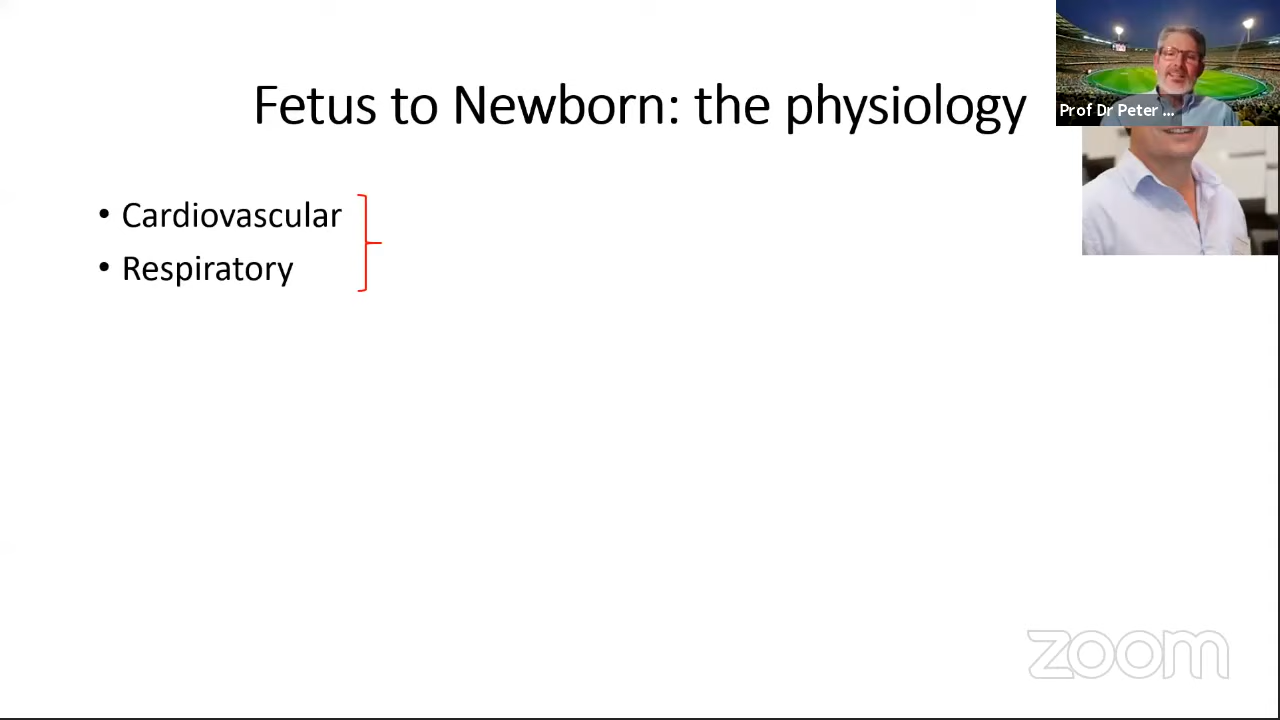 Fetus to Newborn: the physiology
Prof Dr Peter ...
• Cardiovascular
• Respiratory
zoom